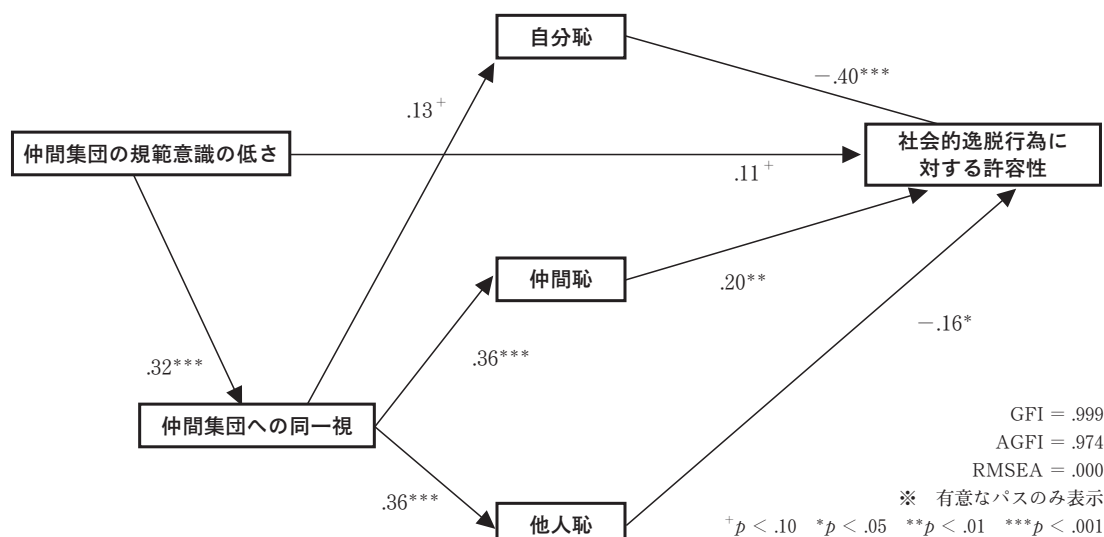 自分恥
−.40***
.13+
仲間集団の規範意識の低さ
社会的逸脱行為に
対する許容性
.11+
仲間恥
.20**
−.16*
.32***
.36***
仲間集団への同一視
GFI = .999
AGFI = .974
RMSEA = .000
.36***
※　有意なパスのみ表示
他人恥
+p < .10　*p < .05　**p < .01　***p < .001